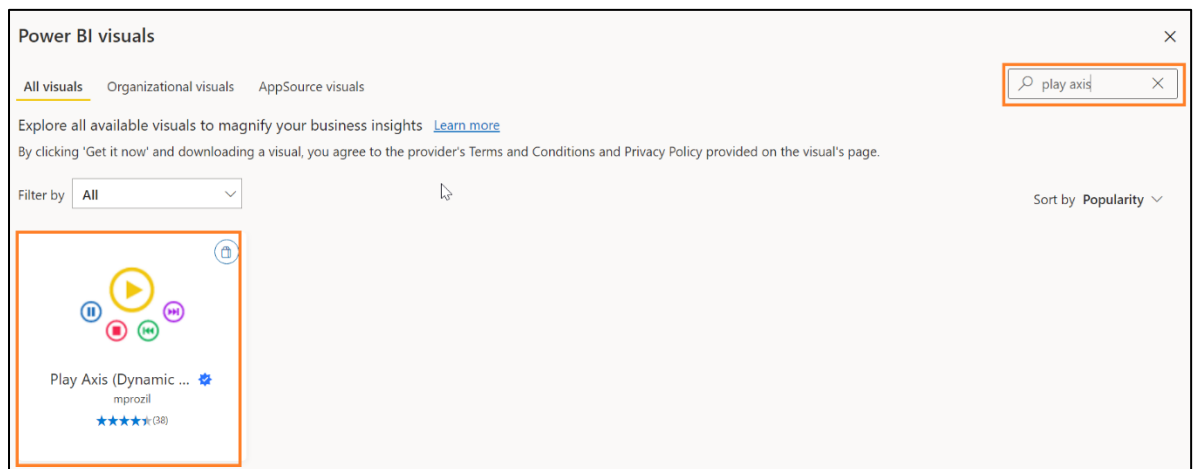 Power BI visuals
All visuals Organizational visuals AppSource visuals
play axis
Explore all available visuals to magnify your business insights Learn more
By clicking 'Get it now' and downloading a visual, you agree to the provider's Terms and Conditions and Privacy Policy provided on the visual's page.
Filter by All
Sort by Popularity
Play Axis (Dynamic ...
mprozil
(38)